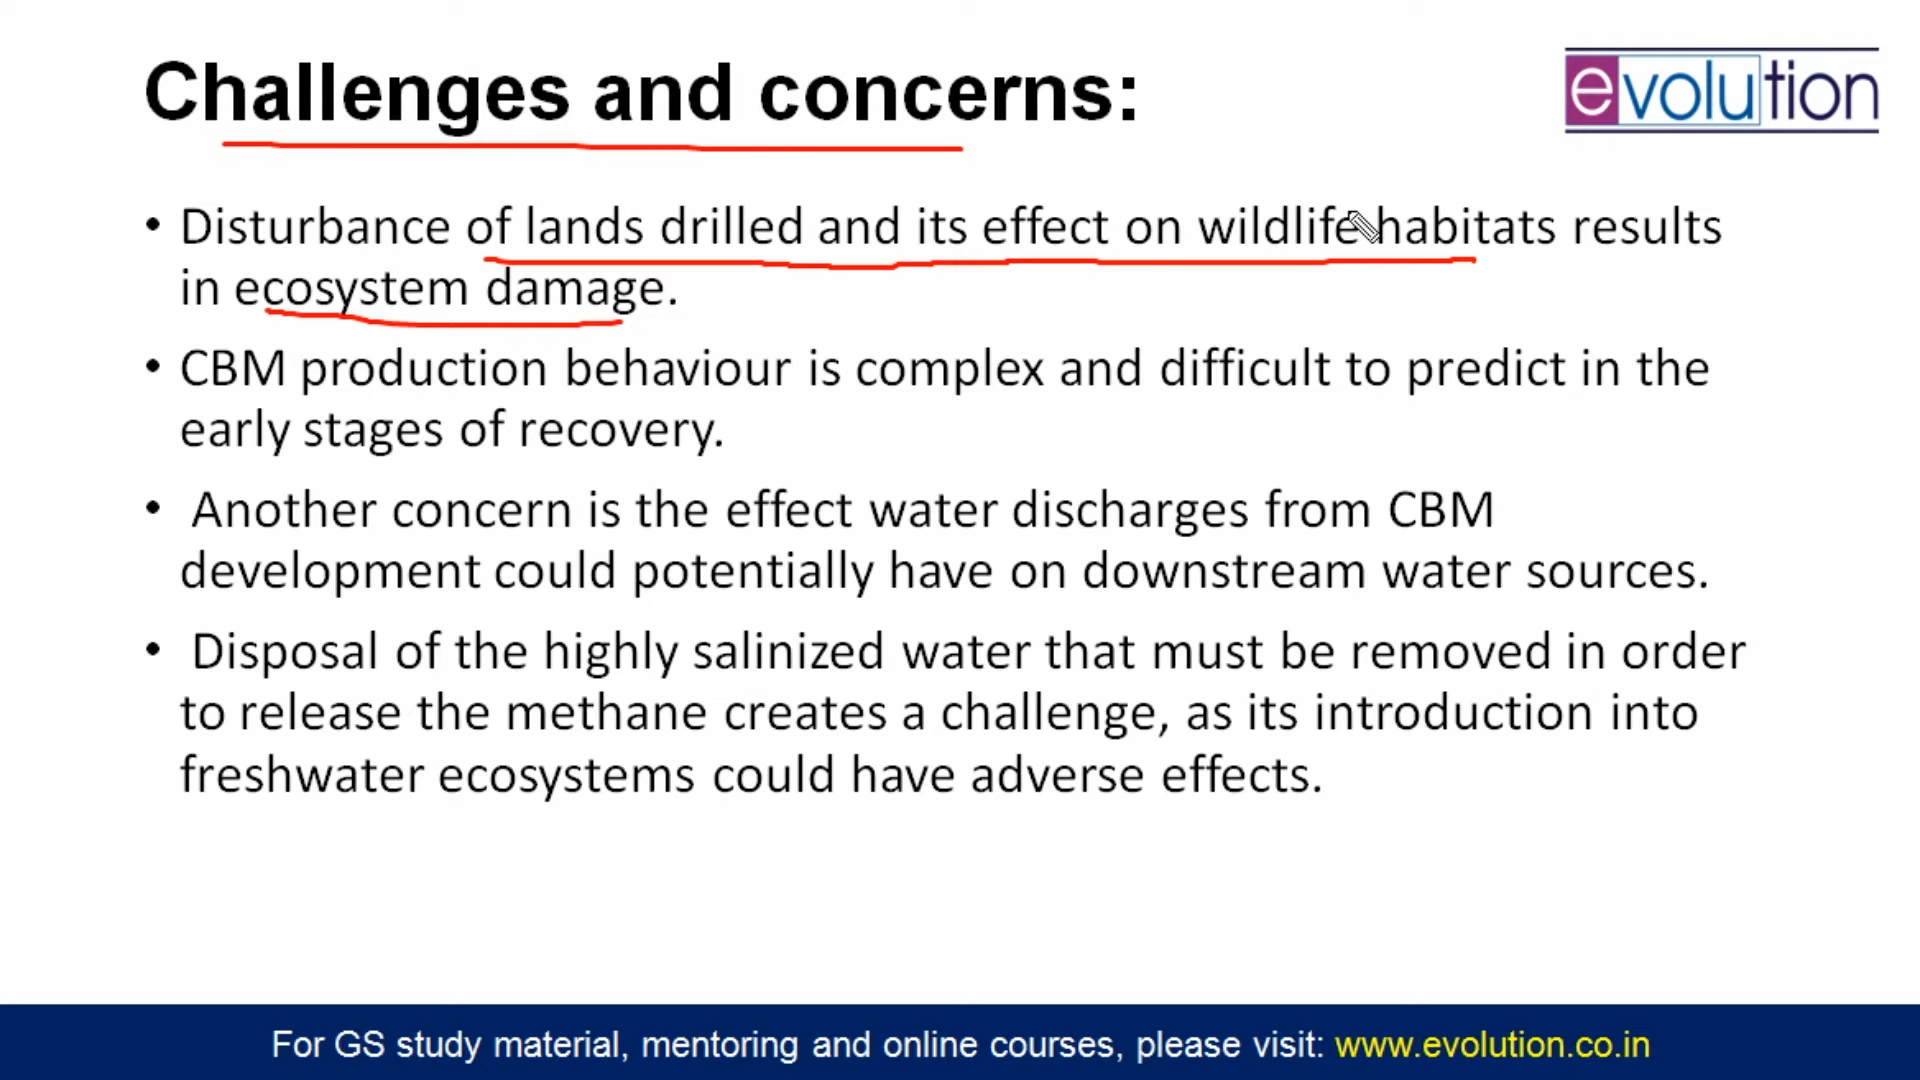 Challenges and concerns:
evolution
• Disturbance of lands drilled and its effect on wildlife habitats results
in ecosystem damage.
• CBM production behaviour is complex and difficult to predict in the
early stages of recovery.
• Another concern is the effect water discharges from CBM
development could potentially have on downstream water sources.
• Disposal of the highly salinized water that must be removed in order
to release the methane creates a challenge, as its introduction into
freshwater ecosystems could have adverse effects.
For GS study material, mentoring and online courses, please visit: www.evolution.co.in